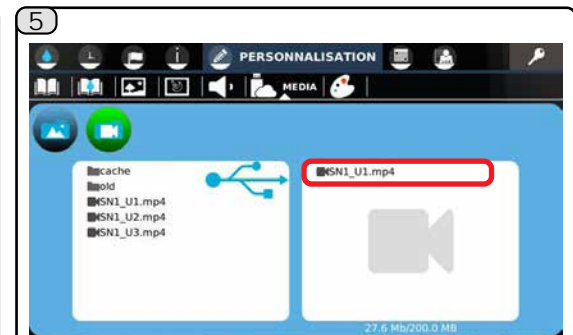 5
PERSONNALISATION
MEDIA
cache
old
SN1_U1.mp4
SN1_U2.mp4
SN1_U3.mp4
SN1_U1.mp4
27.6 Mb/200.0 MB